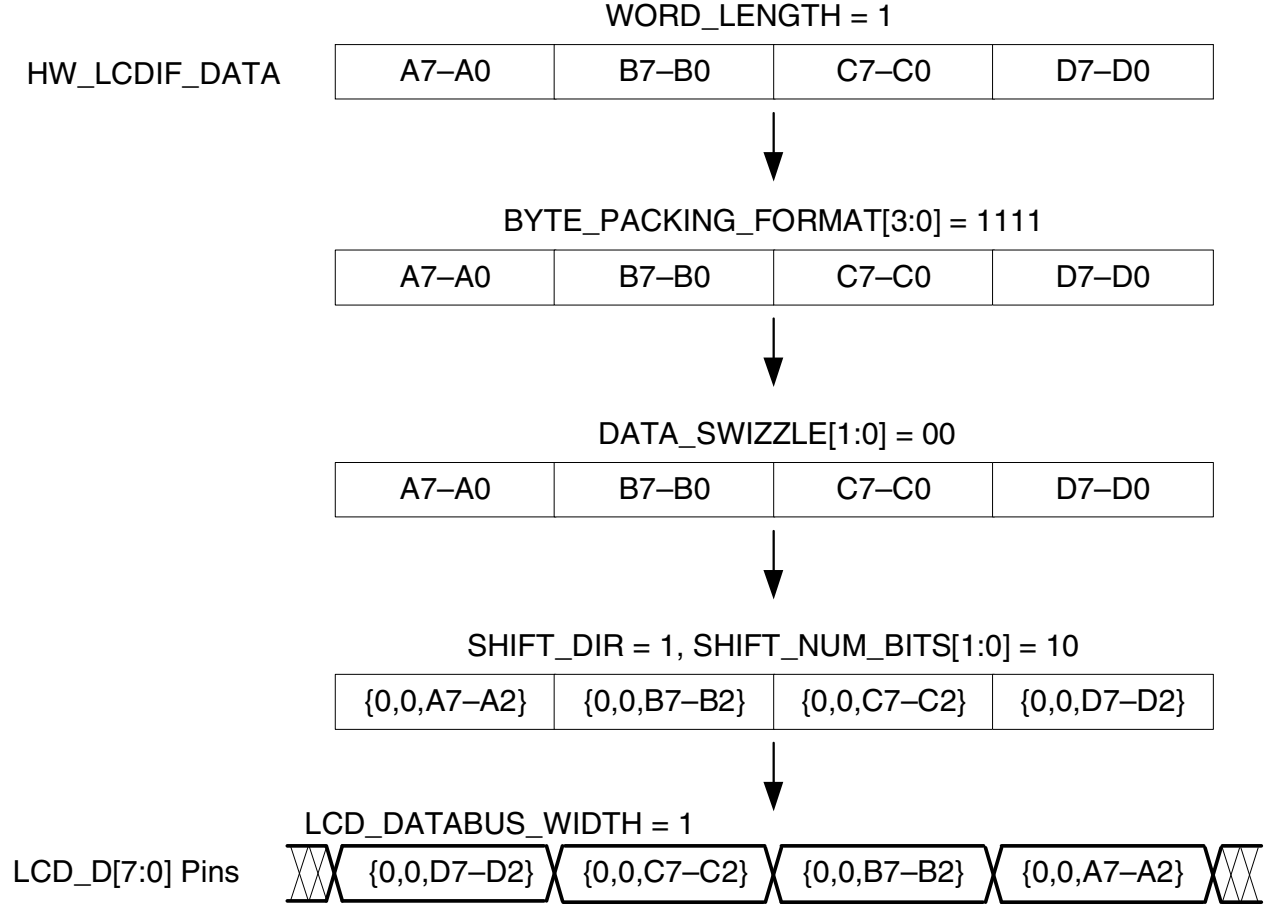 WORD_LENGTH = 1
HW_LCDIF_DATA A7–A0 B7–B0 C7–C0 D7–D0
BYTE_PACKING_FORMAT[3:0] = 1111
A7–A0 B7–B0 C7–C0 D7–D0
DATA_SWIZZLE[1:0] = 00
A7–A0 B7–B0 C7–C0 D7–D0
SHIFT_DIR = 1, SHIFT_NUM_BITS[1:0] = 10
{0,0,A7–A2} {0,0,B7–B2} {0,0,C7–C2} {0,0,D7–D2}
LCD_DATABUS_WIDTH = 1
LCD_D[7:0] Pins {0,0,D7–D2} {0,0,C7–C2} {0,0,B7–B2} {0,0,A7–A2}